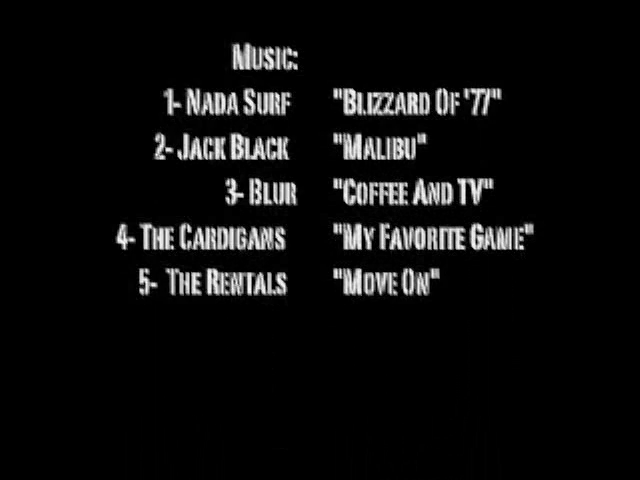 Music:
1- Nada Surf "Blizzard Of '77"
2- Jack Black "Malibu"
3- Blur "Coffee And TV"
4- The Cardigans "My Favorite Game"
5- The Rentals "Move On"